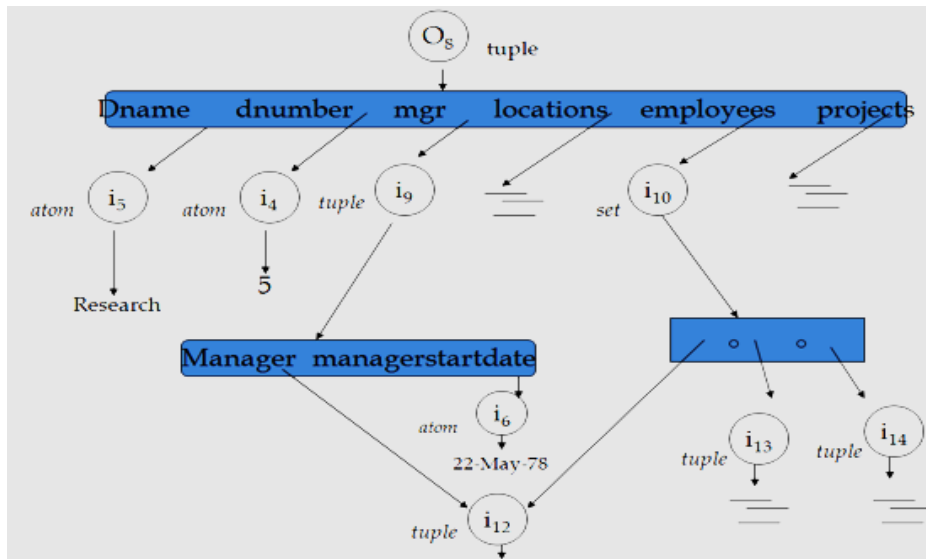 O8 tuple
Dname dnumber mgr locations employees projects
i5 i4 i9 i10
atom atom tuple set
5
Research
Manager managerstartdate
i6
atom
i13 i14
22-May-78 tuple tuple
i12
tuple